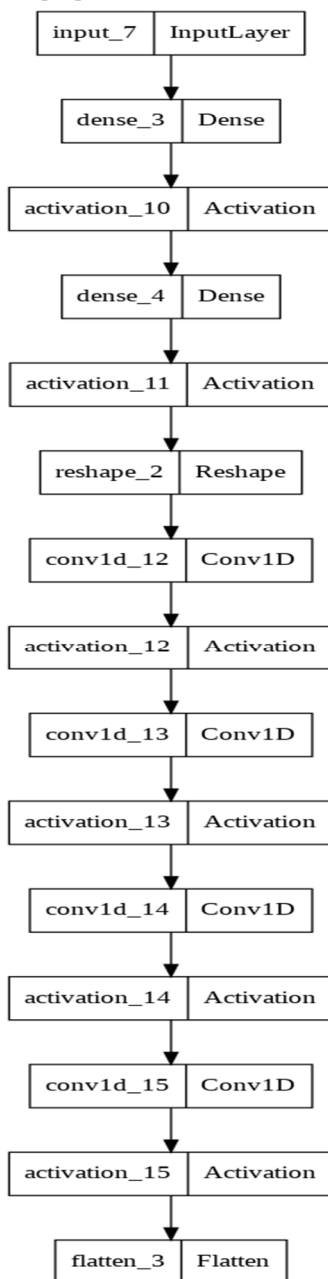 input_7 InputLayer
dense_3 Dense
activation_10 Activation
dense_4 Dense
activation_11 Activation
reshape_2 Reshape
conv1d_12 Conv1D
activation_12 Activation
conv1d_13 Conv1D
activation_13 Activation
conv1d_14 Conv1D
activation_14 Activation
conv1d_15 Conv1D
activation_15 Activation
flatten_3 Flatten